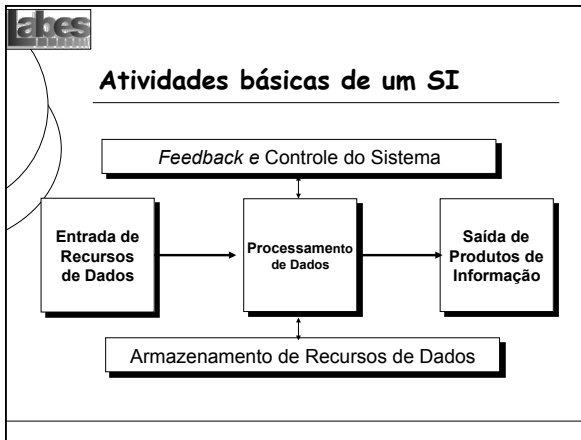 Labes
Atividades básicas de um SI
Feedback e Controle do Sistema
Entrada de
Recursos
de Dados
Processamento
de Dados
Saída de
Produtos de
Informação
Armazenamento de Recursos de Dados